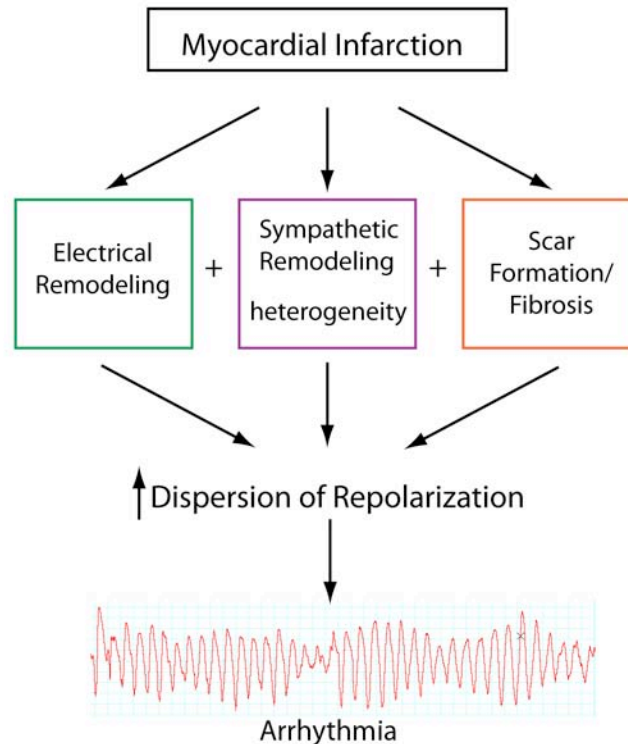 Myocardial Infarction
Electrical
Remodeling
+
Sympathetic
Remodeling
heterogeneity
+
Scar
Formation/
Fibrosis
Dispersion of Repolarization
Arrhythmia